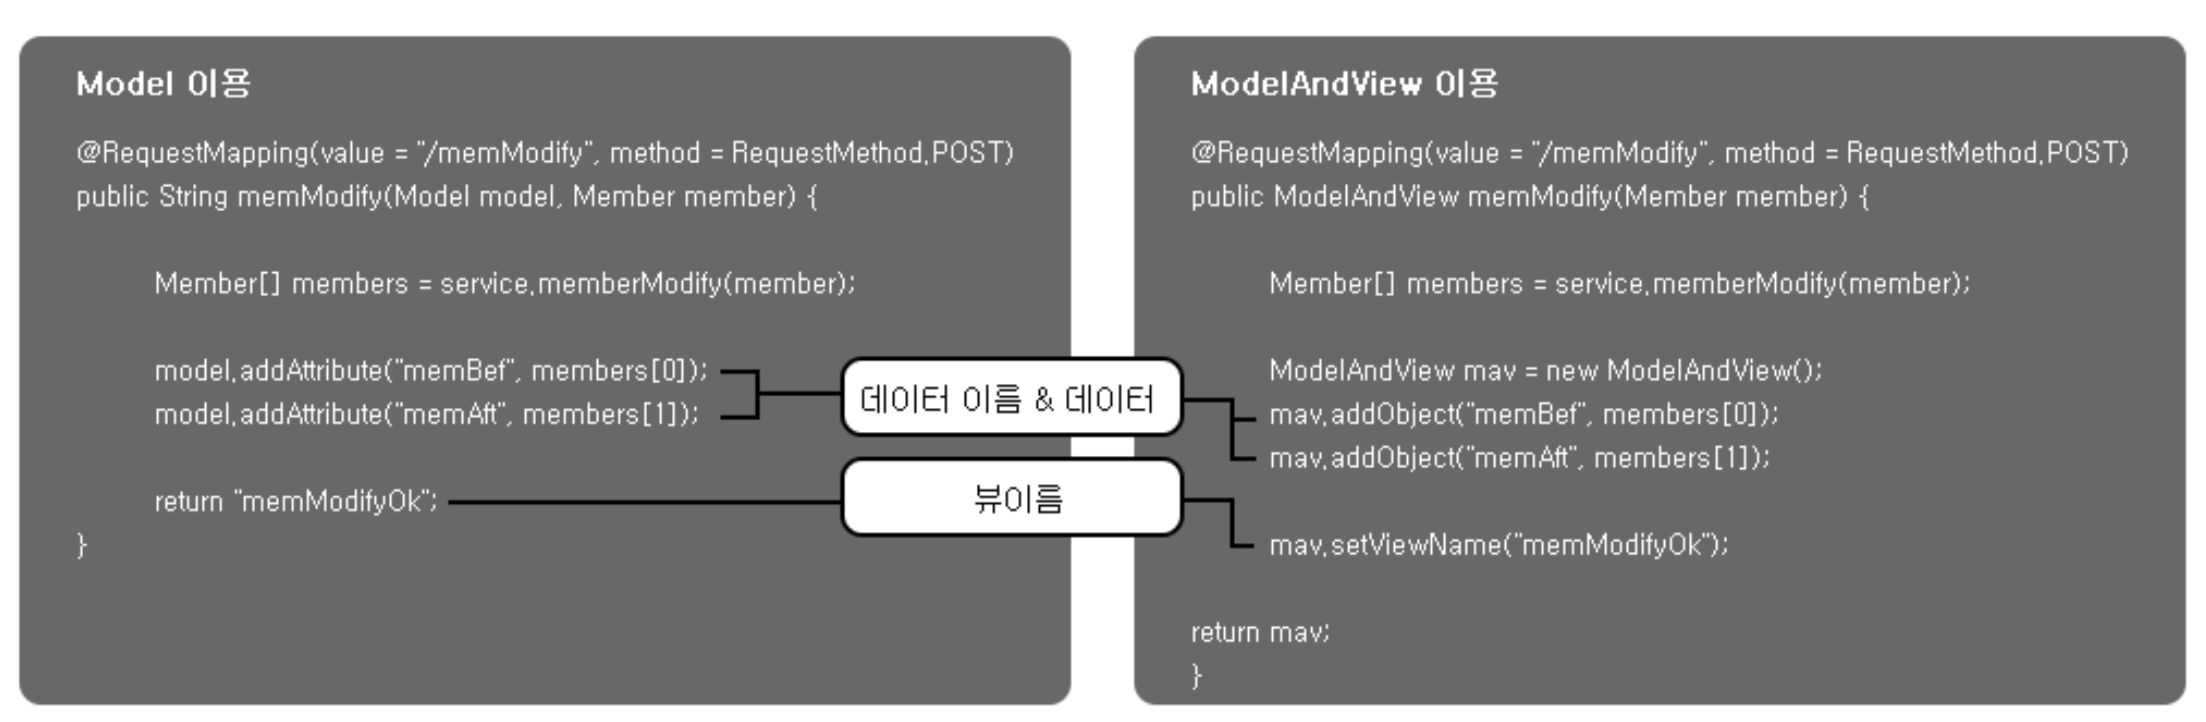 Model 이용
@RequestMapping(value = "/memModify", method = RequestMethod.POST)
public String memModify(Model model, Member member) {
Member[] members = service.memberModify(member);
model.addAttribute("memBef", members[0]);
model.addAttribute("memAft", members[1]);
return "memModifyOk";
}
데이터 이름 & 데이터
뷰이름
ModelAndView 이용
@RequestMapping(value = "/memModify", method = RequestMethod.POST)
public ModelAndView memModify(Member member) {
Member[] members = service.memberModify(member);
ModelAndView mav = new ModelAndView();
mav.addObject("memBef", members[0]);
mav.addObject("memAft", members[1]);
mav.setViewName("memModifyOk");
return mav;
}